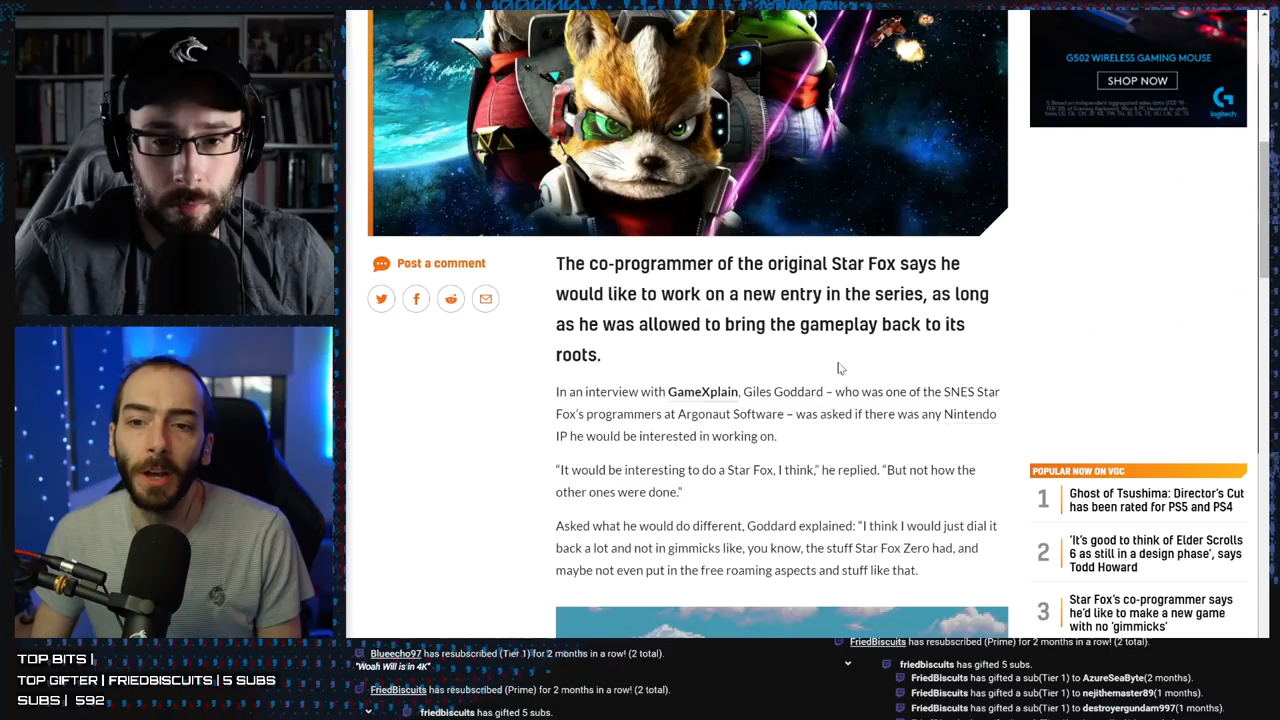 G502 WIRELESS GAMING MOUSE
SHOP NOW
logitech
Post a comment
The co-programmer of the original Star Fox says he
would like to work on a new entry in the series, as long
as he was allowed to bring the gameplay back to its
roots.
In an interview with GameXplain, Giles Goddard – who was one of the SNES Star
Fox's programmers at Argonaut Software – was asked if there was any Nintendo
IP he would be interested in working on.
“It would be interesting to do a Star Fox, I think,” he replied. “But not how the
other ones were done.”
Asked what he would do different, Goddard explained: “I think I would just dial it
back a lot and not in gimmicks like, you know, the stuff Star Fox Zero had, and
maybe not even put in the free roaming aspects and stuff like that.
POPULAR NOW ON VGC
1 Ghost of Tsushima: Director's Cut
has been rated for PS5 and PS4
2 ‘It's good to think of Elder Scrolls
6 as still in a design phase’, says
Todd Howard
3 Star Fox's co-programmer says
he'd like to make a new game
with no ‘gimmicks’
TOP BITS |
TOP GIFTER | FRIEDBISCUITS | 5 SUBS
SUBS | 592
Blueecho97 has resubscribed (Tier 1) for 2 months in a row! (2 total).
"Woah Will is in 4K"
FriedBiscuits has resubscribed (Prime) for 2 months in a row! (2 total).
friedbiscuits has gifted 5 subs.
FriedBiscuits has resubscribed (Prime) for 2 months in a row! (2 total).
friedbiscuits has gifted 5 subs.
FriedBiscuits has gifted a sub(Tier 1) to AzureSeaByte(2 months).
FriedBiscuits has gifted a sub(Tier 1) to nejithemaster89(1 months).
FriedBiscuits has gifted a sub(Tier 1) to destroyergundam997(1 months).